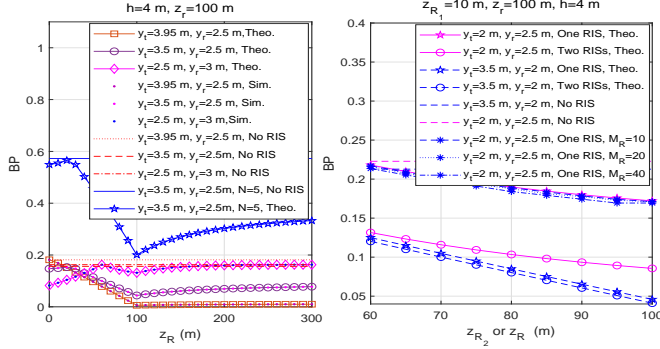 h=4 m, z_r=100 m
BP
1
0.8
0.6
0.4
0.2
0
y_t=3.95 m, y_r=2.5 m,Theo.
y_t=3.5 m, y_r=2.5 m, Theo.
y_t=2.5 m, y_r=3 m, Theo.
y_t=3.95 m, y_r=2.5 m, Sim.
y_t=3.5 m, y_r=2.5 m, Sim.
y_t=2.5 m, y_r=3 m,Sim.
y_t=3.95 m, y_r=2.5 m, No RIS
y_t=3.5 m, y_r=2.5m, No RIS
y_t=2.5 m, y_r=3 m, No RIS
y_t=3.5 m, y_r=2.5m, N=5, No RIS
y_t=3.5 m, y_r=2.5m, N=5, Theo.
0 100 200 300
z_R (m)
z_{R_1}=10 m, z_r=100 m, h=4 m
BP
0.4
0.35
0.3
0.25
0.2
0.15
0.1
0.05
y_t=2 m, y_r=2.5 m, One RIS, Theo.
y_t=2 m, y_r=2.5 m, Two RISs, Theo.
y_t=3.5 m, y_r=2 m, One RIS, Theo.
y_t=3.5 m, y_r=2 m, Two RISs, Theo.
y_t=3.5 m, y_r=2 m, No RIS
y_t=2 m, y_r=2.5 m, No RIS
y_t=2 m, y_r=2.5 m, One RIS, M_R=10
y_t=2 m, y_r=2.5 m, One RIS, M_R=20
y_t=2 m, y_r=2.5 m, One RIS, M_R=40
60 70 80 90 100
z_{R_2} or z_R (m)